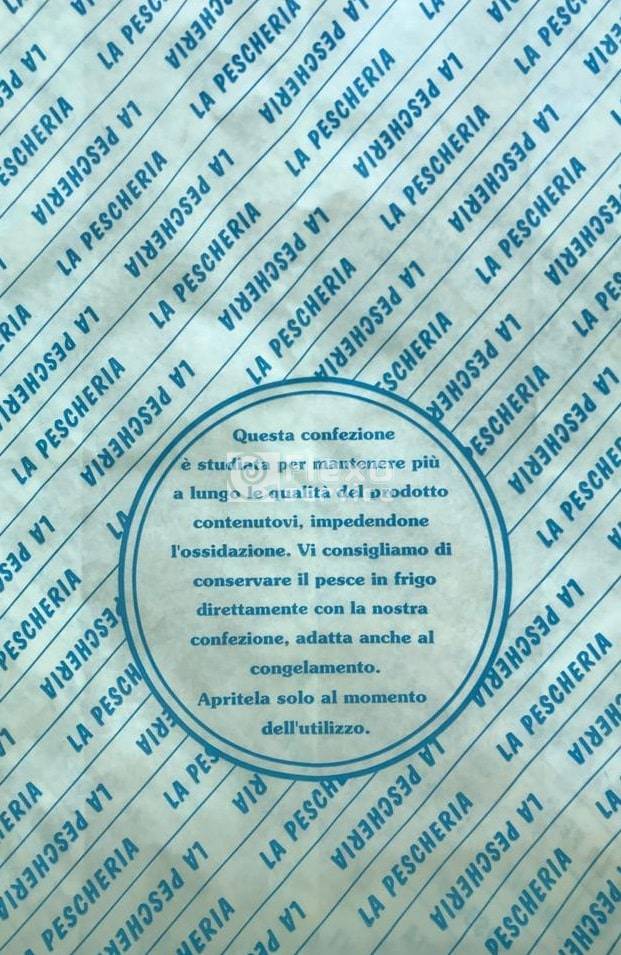 LA PESCHERIA
Questa confezione
è studiata per mantenere più
a lungo le qualità del prodotto
contenutovi, impedendone
l'ossidazione. Vi consigliamo di
conservare il pesce in frigo
direttamente con la nostra
confezione, adatta anche al
congelamento.
Apritela solo al momento
dell'utilizzo.